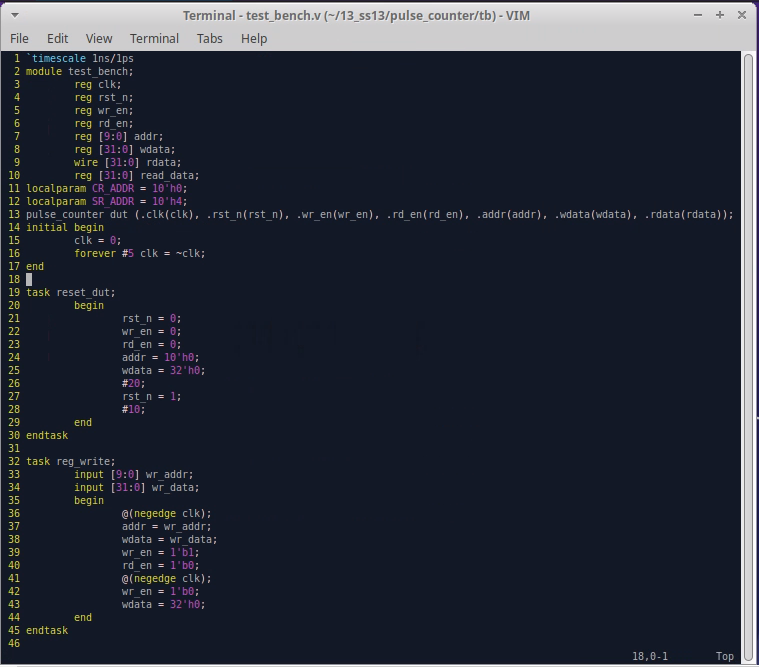 Terminal - test_bench.v (~/13_ss13/pulse_counter/tb) - VIM
File Edit View Terminal Tabs Help
1 `timescale 1ns/1ps
2 module test_bench;
3         reg clk;
4         reg rst_n;
5         reg wr_en;
6         reg rd_en;
7         reg [9:0] addr;
8         reg [31:0] wdata;
9         wire [31:0] rdata;
10         reg [31:0] read_data;
11 localparam CR_ADDR = 10'h0;
12 localparam SR_ADDR = 10'h4;
13 pulse_counter dut (.clk(clk), .rst_n(rst_n), .wr_en(wr_en), .rd_en(rd_en), .addr(addr), .wdata(wdata), .rdata(rdata));
14 initial begin
15         clk = 0;
16         forever #5 clk = ~clk;
17 end
18
19 task reset_dut;
20         begin
21                 rst_n = 0;
22                 wr_en = 0;
23                 rd_en = 0;
24                 addr = 10'h0;
25                 wdata = 32'h0;
26                 #20;
27                 rst_n = 1;
28                 #10;
29         end
30 endtask
31
32 task reg_write;
33         input [9:0] wr_addr;
34         input [31:0] wr_data;
35         begin
36                 @(negedge clk);
37                 addr = wr_addr;
38                 wdata = wr_data;
39                 wr_en = 1'b1;
40                 rd_en = 1'b0;
41                 @(negedge clk);
42                 wr_en = 1'b0;
43                 wdata = 32'h0;
44         end
45 endtask
46
18,0-1 Top